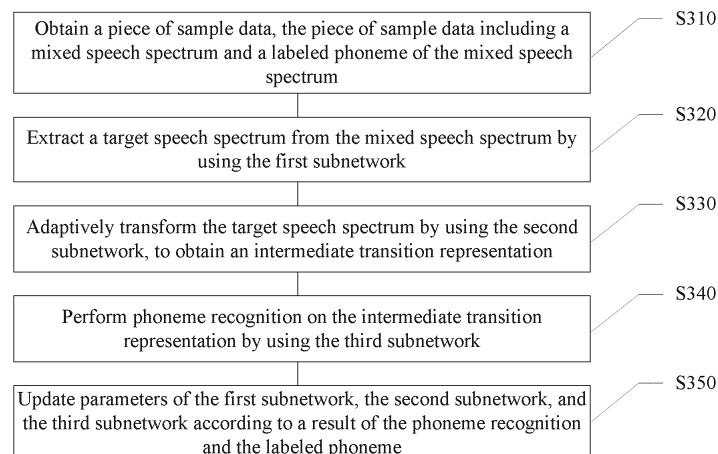 S310
Obtain a piece of sample data, the piece of sample data including a
mixed speech spectrum and a labeled phoneme of the mixed speech
spectrum
S320
Extract a target speech spectrum from the mixed speech spectrum by
using the first subnetwork
S330
Adaptively transform the target speech spectrum by using the second
subnetwork, to obtain an intermediate transition representation
S340
Perform phoneme recognition on the intermediate transition
representation by using the third subnetwork
S350
Update parameters of the first subnetwork, the second subnetwork, and
the third subnetwork according to a result of the phoneme recognition
and the labeled phoneme